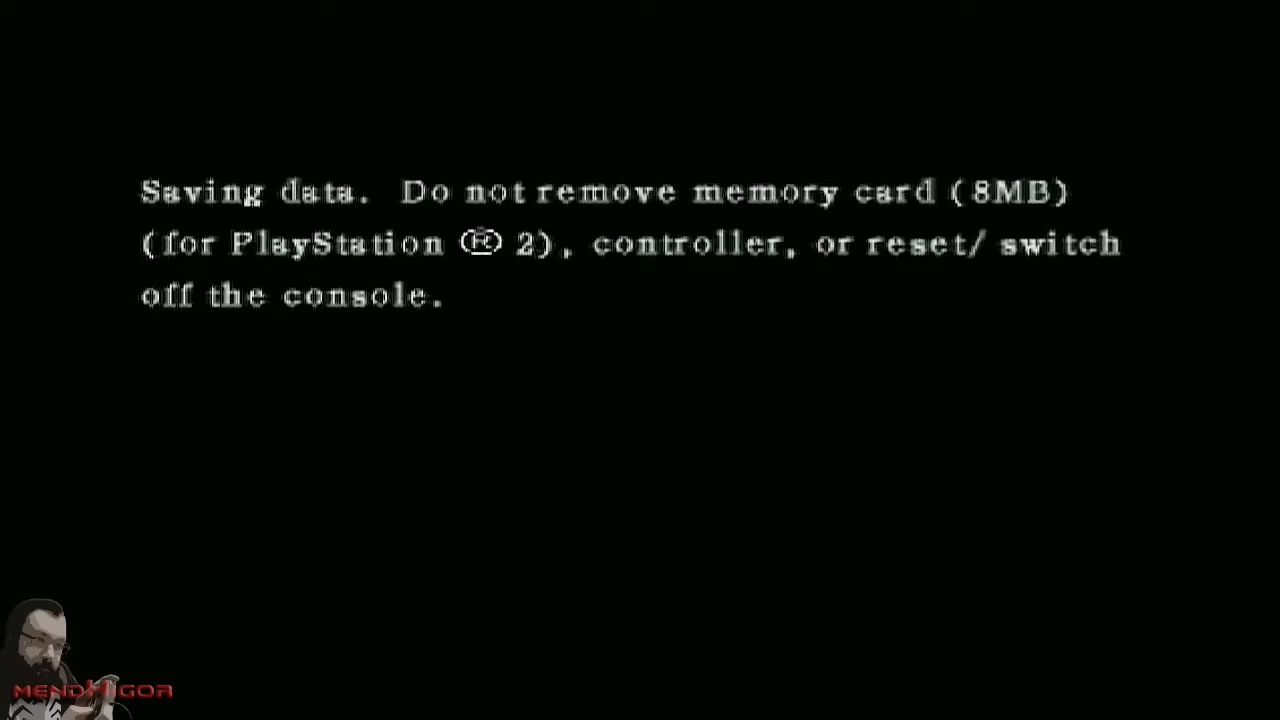 Saving data. Do not remove memory card (8MB)
(for PlayStation ® 2), controller, or reset/ switch
off the console.
MENDHIGOR